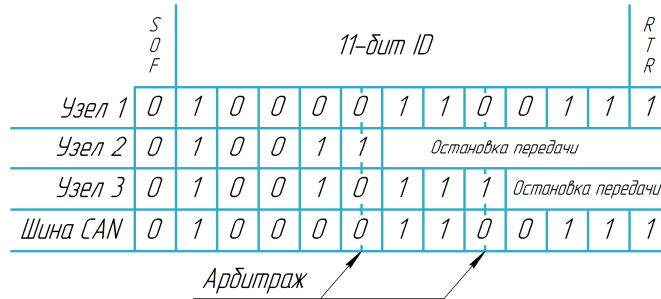 SOF
11-бит ID
RTR
Узел 1 0 1 0 0 0 0 1 1 0 0 1 1 1
Узел 2 0 1 0 0 1 1 Остановка передачи
Узел 3 0 1 0 0 1 0 1 1 1 Остановка передачи
Шина CAN 0 1 0 0 0 0 1 1 0 0 1 1 1
Арбитраж